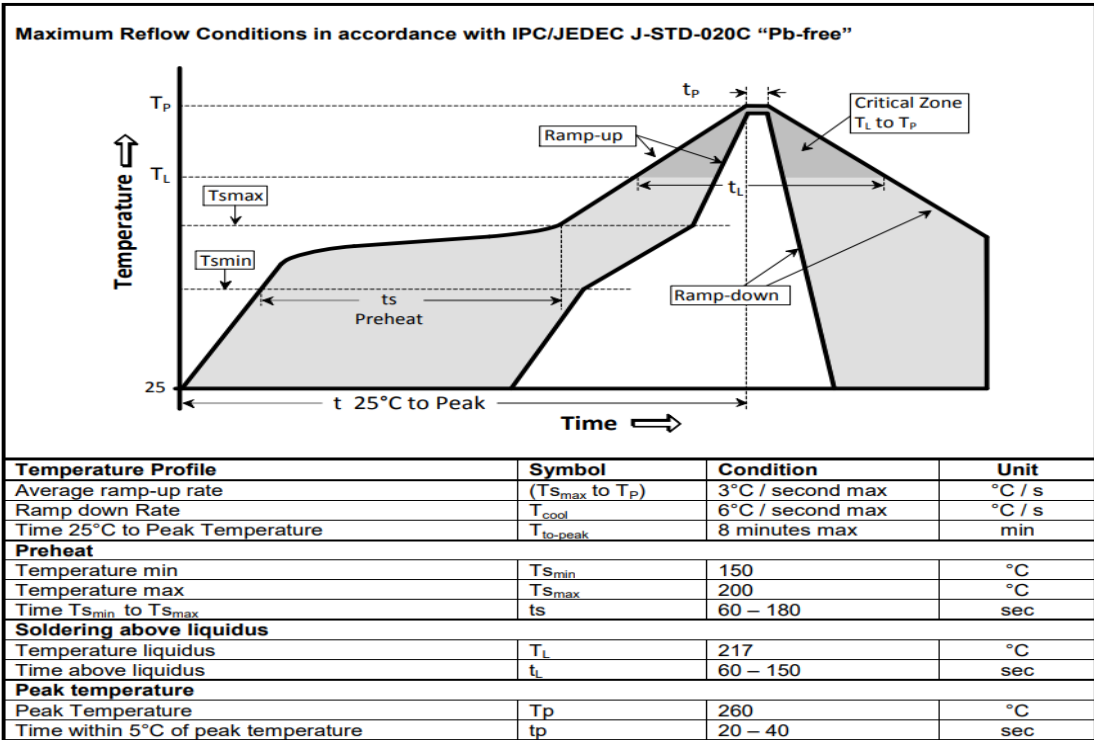 Maximum Reflow Conditions in accordance with IPC/JEDEC J-STD-020C “Pb-free”
Temperature
TP
tP
Critical Zone
TL to TP
Ramp-up
TL
tL
Tsmax
Tsmin
ts
Preheat
Ramp-down
25
t 25°C to Peak
Time
Temperature Profile Symbol Condition Unit
Average ramp-up rate (Tsmax to TP) 3°C / second max °C / s
Ramp down Rate Tcool 6°C / second max °C / s
Time 25°C to Peak Temperature Tto-peak 8 minutes max min
Preheat
Temperature min Tsmin 150 °C
Temperature max Tsmax 200 °C
Time Tsmin to Tsmax ts 60 – 180 sec
Soldering above liquidus
Temperature liquidus TL 217 °C
Time above liquidus tL 60 – 150 sec
Peak temperature
Peak Temperature Tp 260 °C
Time within 5°C of peak temperature tp 20 – 40 sec